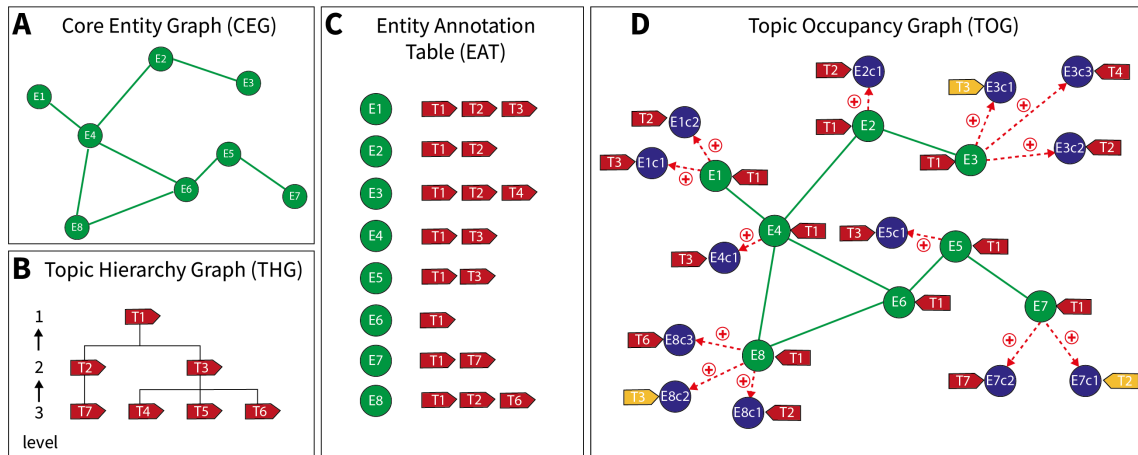 A Core Entity Graph (CEG)
E2
E3
E1
E4
E5
E6
E7
E8
B Topic Hierarchy Graph (THG)
1 T1
2 T2 T3
3 T7 T4 T5 T6
level
C Entity Annotation
Table (EAT)
E1 T1 T2 T3
E2 T1 T2
E3 T1 T2 T4
E4 T1 T3
E5 T1 T3
E6 T1
E7 T1 T7
E8 T1 T2 T6
D Topic Occupancy Graph (TOG)
T2 E2c1
T3 E3c1
E3c3 T4
T2 E1c2
T1 E2
E3c2 T2
T3 E1c1
T1 E3
E1 T1
E4 T1
T3 E5c1
E5 T1
T3 E4c1
E6 T1
E7 T1
T6 E8c3
E8 T1
T7 E7c2
E7c1 T2
T3 E8c2
E8c1 T2